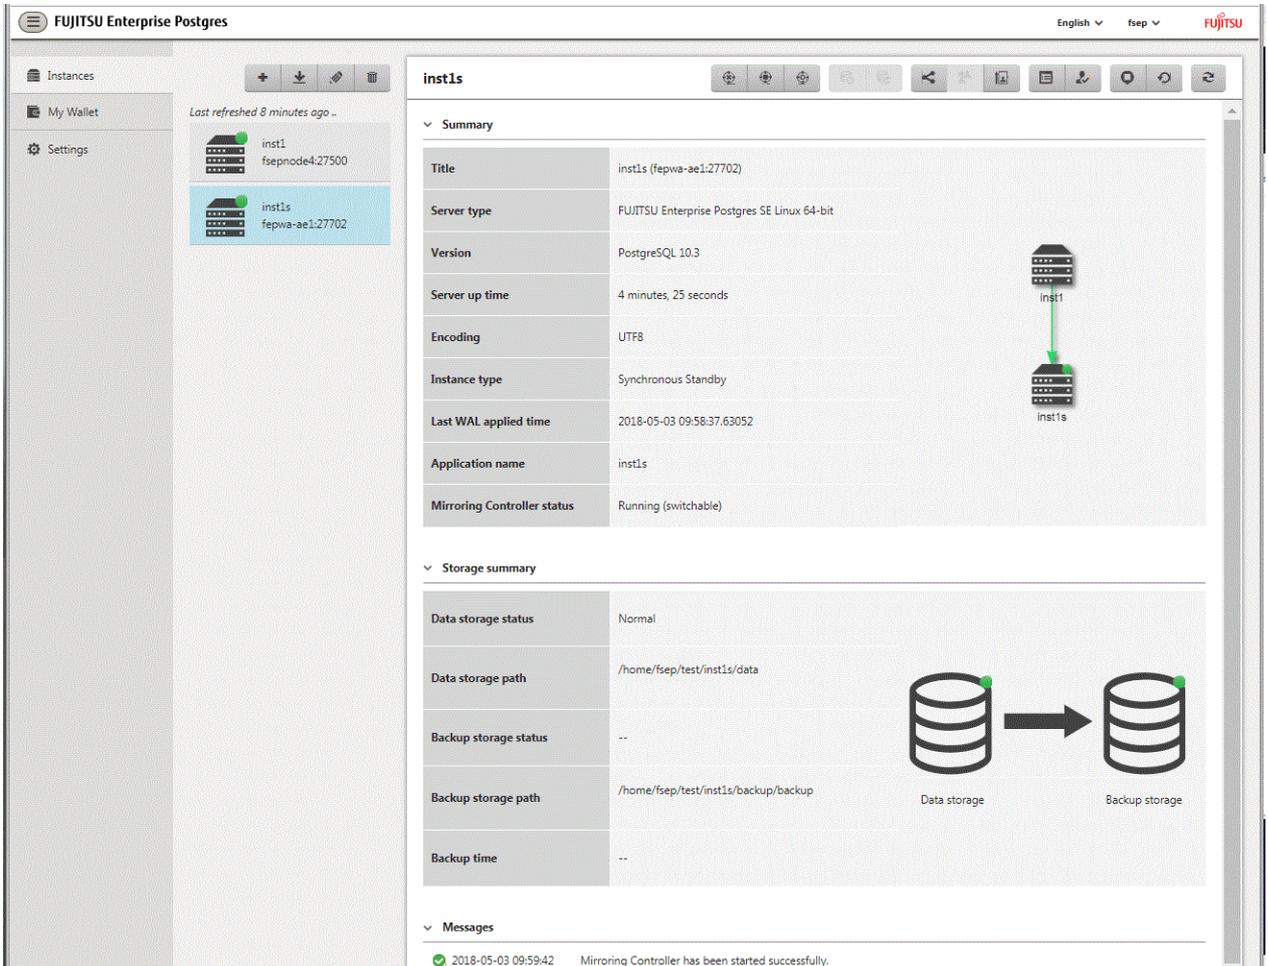 FUJITSU Enterprise Postgres
English
fsep
FUJITSU
Instances
My Wallet
Settings
Last refreshed 8 minutes ago ..
inst1
fsepnode4:27500
inst1s
fepwa-ae1:27702
inst1s
Summary
Title inst1s (fepwa-ae1:27702)
Server type FUJITSU Enterprise Postgres SE Linux 64-bit
Version PostgreSQL 10.3
Server up time 4 minutes, 25 seconds
Encoding UTF8
Instance type Synchronous Standby
Last WAL applied time 2018-05-03 09:58:37.63052
Application name inst1s
Mirroring Controller status Running (switchable)
inst1
inst1s
Storage summary
Data storage status Normal
Data storage path /home/fsep/test/inst1s/data
Backup storage status --
Backup storage path /home/fsep/test/inst1s/backup/backup
Backup time --
Data storage
Backup storage
Messages
2018-05-03 09:59:42 Mirroring Controller has been started successfully.